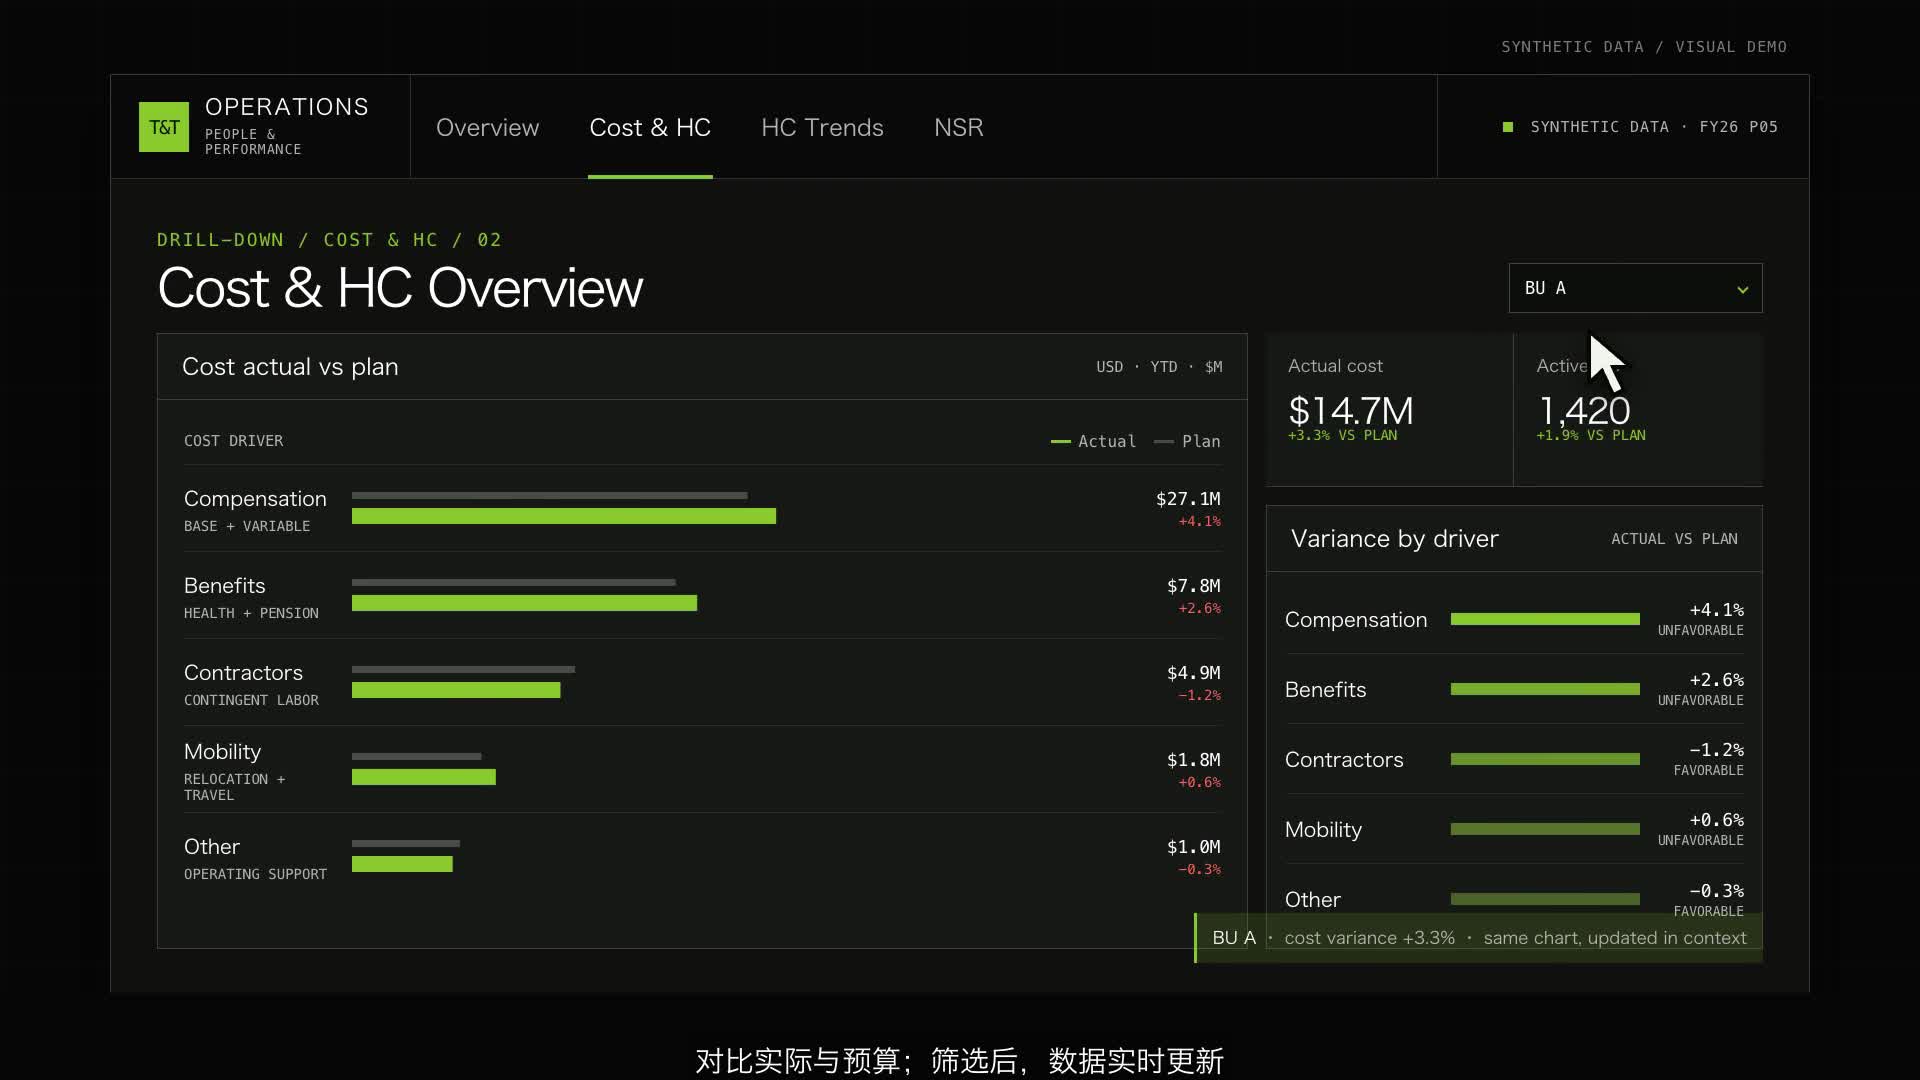 SYNTHETIC DATA / VISUAL DEMO
T&T
OPERATIONS
PEOPLE &
PERFORMANCE
Overview
Cost & HC
HC Trends
NSR
SYNTHETIC DATA · FY26 P05
DRILL–DOWN / COST & HC / 02
Cost & HC Overview
BU A
Cost actual vs plan
USD · YTD · $M
COST DRIVER
Actual
Plan
Compensation
BASE + VARIABLE
$27.1M
+4.1%
Benefits
HEALTH + PENSION
$7.8M
+2.6%
Contractors
CONTINGENT LABOR
$4.9M
−1.2%
Mobility
RELOCATION +
TRAVEL
$1.8M
+0.6%
Other
OPERATING SUPPORT
$1.0M
−0.3%
Actual cost
$14.7M
+3.3% VS PLAN
Active
1,420
+1.9% VS PLAN
Variance by driver
ACTUAL VS PLAN
Compensation
+4.1%
UNFAVORABLE
Benefits
+2.6%
UNFAVORABLE
Contractors
−1.2%
FAVORABLE
Mobility
+0.6%
UNFAVORABLE
Other
−0.3%
FAVORABLE
BU A · cost variance +3.3% · same chart, updated in context
对比实际与预算；筛选后，数据实时更新